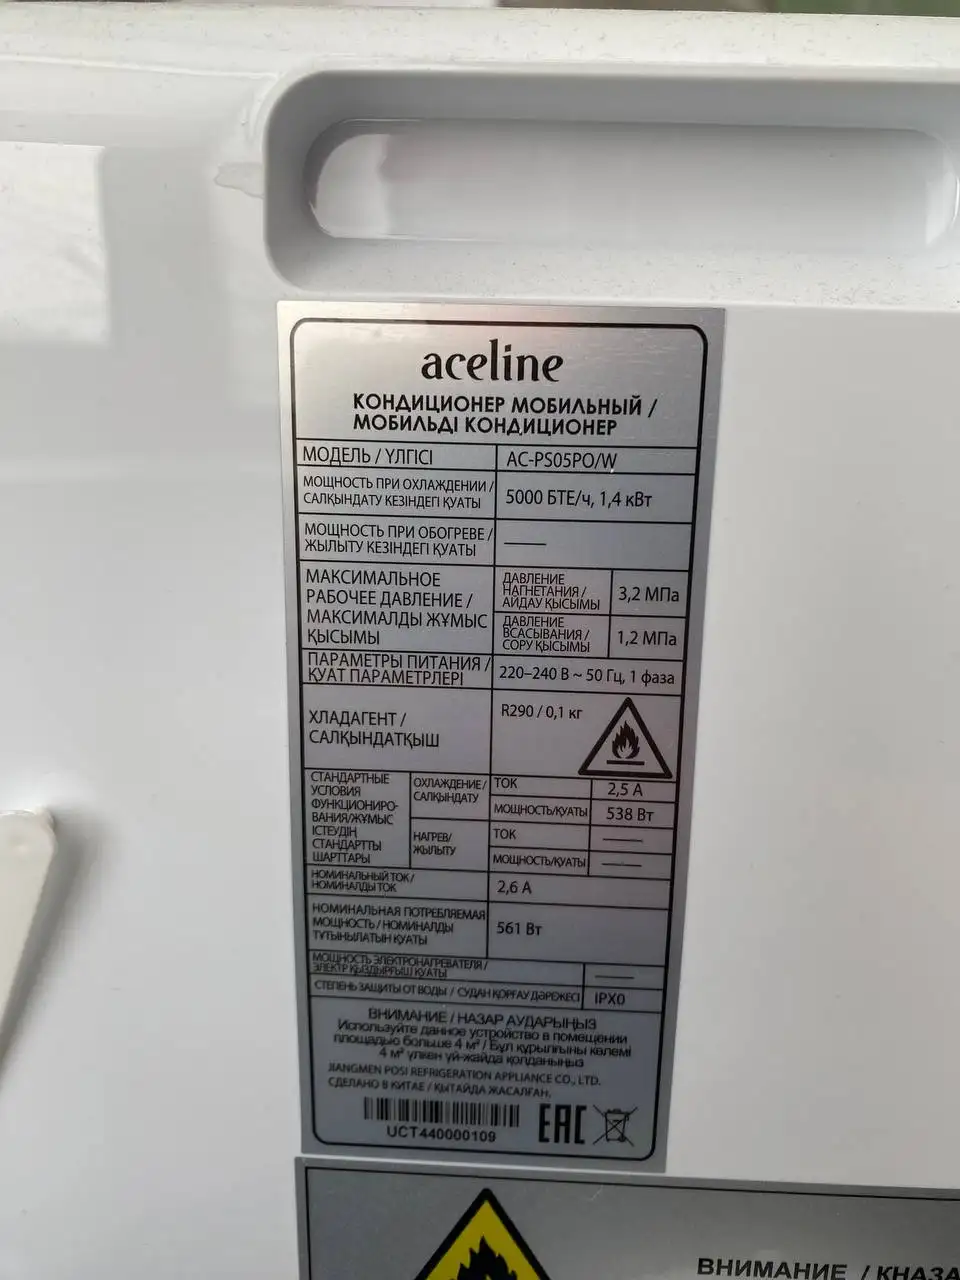 aceline
КОНДИЦИОНЕР МОБИЛЬНЫЙ /
МОБИЛЬДІ КОНДИЦИОНЕР
МОДЕЛЬ / ҮЛГІСІ
AC-PS05PO/W
МОЩНОСТЬ ПРИ ОХЛАЖДЕНИИ /
САЛҚЫНДАТУ КЕЗІНДЕГІ ҚУАТЫ
5000 БТЕ/ч, 1,4 кВт
МОЩНОСТЬ ПРИ ОБОГРЕВЕ /
ЖЫЛЫТУ КЕЗІНДЕГІ ҚУАТЫ
——
МАКСИМАЛЬНОЕ
РАБОЧЕЕ ДАВЛЕНИЕ /
МАКСИМАЛДЫ ЖҰМЫС
ҚЫСЫМЫ
ДАВЛЕНИЕ
НАГНЕТАНИЯ /
АЙДАУ ҚЫСЫМЫ
3,2 МПа
ДАВЛЕНИЕ
ВСАСЫВАНИЯ /
СОРУ ҚЫСЫМЫ
1,2 МПа
ПАРАМЕТРЫ ПИТАНИЯ /
ҚУАТ ПАРАМЕТРЛЕРІ
220–240 В ~ 50 Гц, 1 фаза
ХЛАДАГЕНТ /
САЛҚЫНДАТҚЫШ
R290 / 0,1 кг
СТАНДАРТНЫЕ
УСЛОВИЯ
ФУНКЦИОНИРО-
ВАНИЯ/ЖҰМЫС
ІСТЕУДІҢ
СТАНДАРТТЫ
ШАРТТАРЫ
ОХЛАЖДЕНИЕ /
САЛҚЫНДАТУ
ТОК
2,5 А
МОЩНОСТЬ/ҚУАТЫ
538 Вт
НАГРЕВ/
ЖЫЛЫТУ
ТОК
——
МОЩНОСТЬ/ҚУАТЫ
——
НОМИНАЛЬНЫЙ ТОК /
НОМИНАЛДЫ ТОК
2,6 А
НОМИНАЛЬНАЯ ПОТРЕБЛЯЕМАЯ
МОЩНОСТЬ / НОМИНАЛДЫ
ТҰТЫНЫЛАТЫН ҚУАТЫ
561 Вт
МОЩНОСТЬ ЭЛЕКТРОНАГРЕВАТЕЛЯ /
ЭЛЕКТР ҚЫЗДЫРҒЫШ ҚУАТЫ
——
СТЕПЕНЬ ЗАЩИТЫ ОТ ВОДЫ / СУДАН ҚОРҒАУ ДӘРЕЖЕСІ
IPX0
ВНИМАНИЕ / НАЗАР АУДАРЫҢЫЗ
Используйте данное устройство в помещении
площадью больше 4 м² / Бұл құрылғыны көлемі
4 м² үлкен үй-жайда қолданыңыз
JIANGMEN POSI REFRIGERATION APPLIANCE CO., LTD.
СДЕЛАНО В КИТАЕ / ҚЫТАЙДА ЖАСАЛҒАН.
UCT440000109
EAC
ВНИМАНИЕ / НАЗА